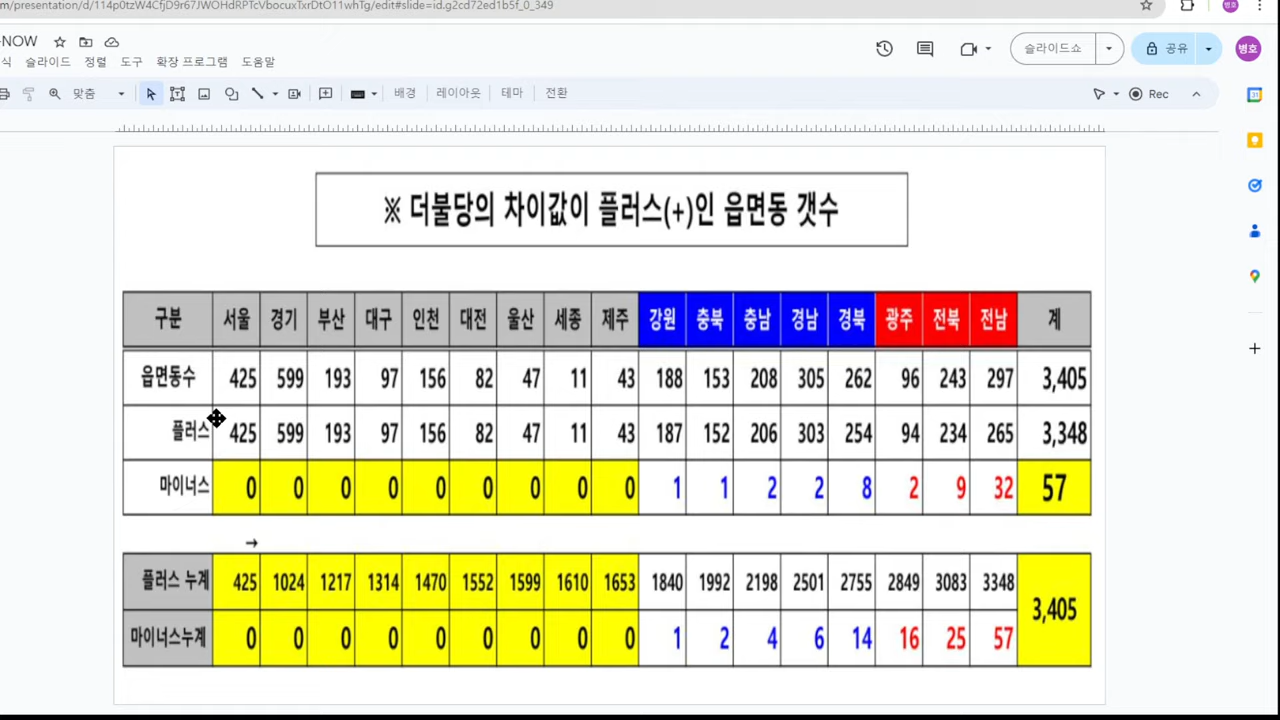 m/presentation/d/114p0tzW4CfjD9r67JWOHdRPTcVbocuxTxrDtO11whTg/edit#slide=id.g2cd72ed1b5f_0_349
병호
-NOW
슬라이드쇼
공유
병호
식 슬라이드 정렬 도구 확장 프로그램 도움말
맞춤 배경 레이아웃 테마 전환 Rec
31
※ 더불당의 차이값이 플러스(+)인 읍면동 갯수
구분 서울 경기 부산 대구 인천 대전 울산 세종 제주 강원 충북 충남 경남 경북 광주 전북 전남 계
읍면동수 425 599 193 97 156 82 47 11 43 188 153 208 305 262 96 243 297 3,405
플러스 425 599 193 97 156 82 47 11 43 187 152 206 303 254 94 234 265 3,348
마이너스 0 0 0 0 0 0 0 0 0 1 1 2 2 8 2 9 32 57
→
플러스 누계 425 1024 1217 1314 1470 1552 1599 1610 1653 1840 1992 2198 2501 2755 2849 3083 3348 3,405
마이너스누계 0 0 0 0 0 0 0 0 0 1 2 4 6 14 16 25 57